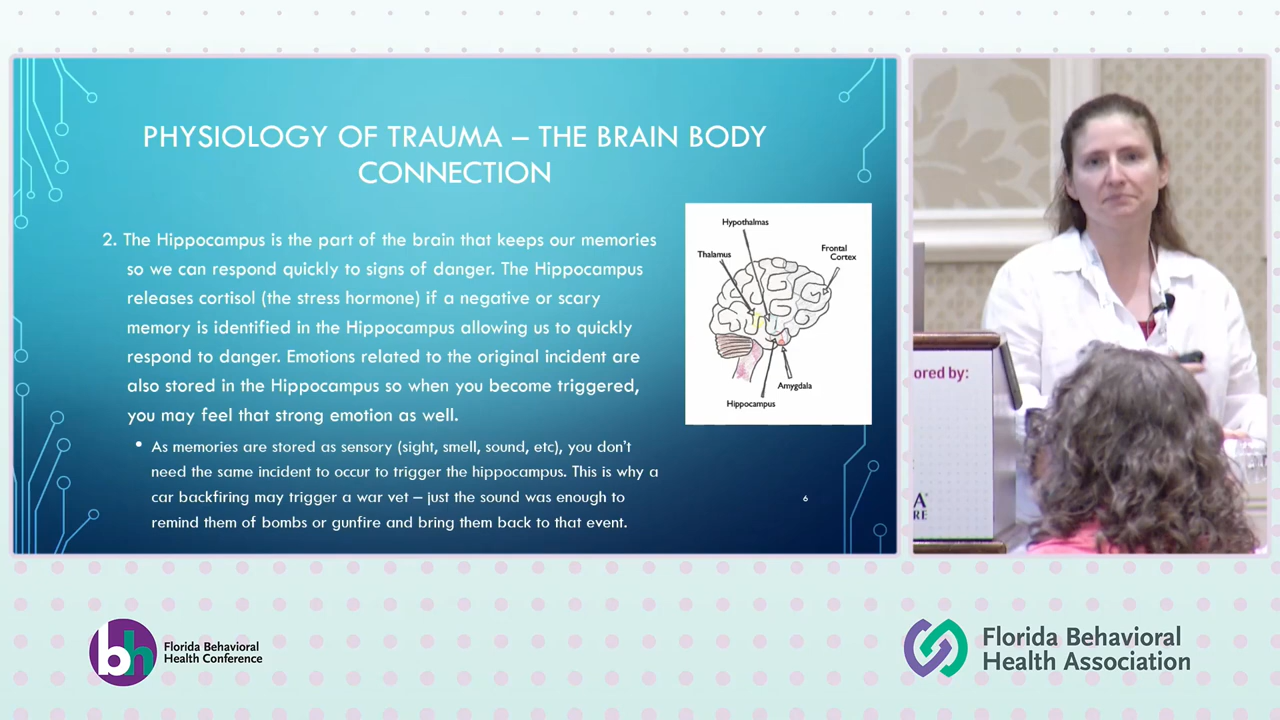 PHYSIOLOGY OF TRAUMA – THE BRAIN BODY
CONNECTION
2. The Hippocampus is the part of the brain that keeps our memories
so we can respond quickly to signs of danger. The Hippocampus
releases cortisol (the stress hormone) if a negative or scary
memory is identified in the Hippocampus allowing us to quickly
respond to danger. Emotions related to the original incident are
also stored in the Hippocampus so when you become triggered,
you may feel that strong emotion as well.
• As memories are stored as sensory (sight, smell, sound, etc), you don't
need the same incident to occur to trigger the hippocampus. This is why a
car backfiring may trigger a war vet – just the sound was enough to
remind them of bombs or gunfire and bring them back to that event.
Hypothalmas
Thalamus
Frontal
Cortex
Amygdala
Hippocampus
6
ored by:
A
RE
bh
Florida Behavioral
Health Conference
Florida Behavioral
Health Association